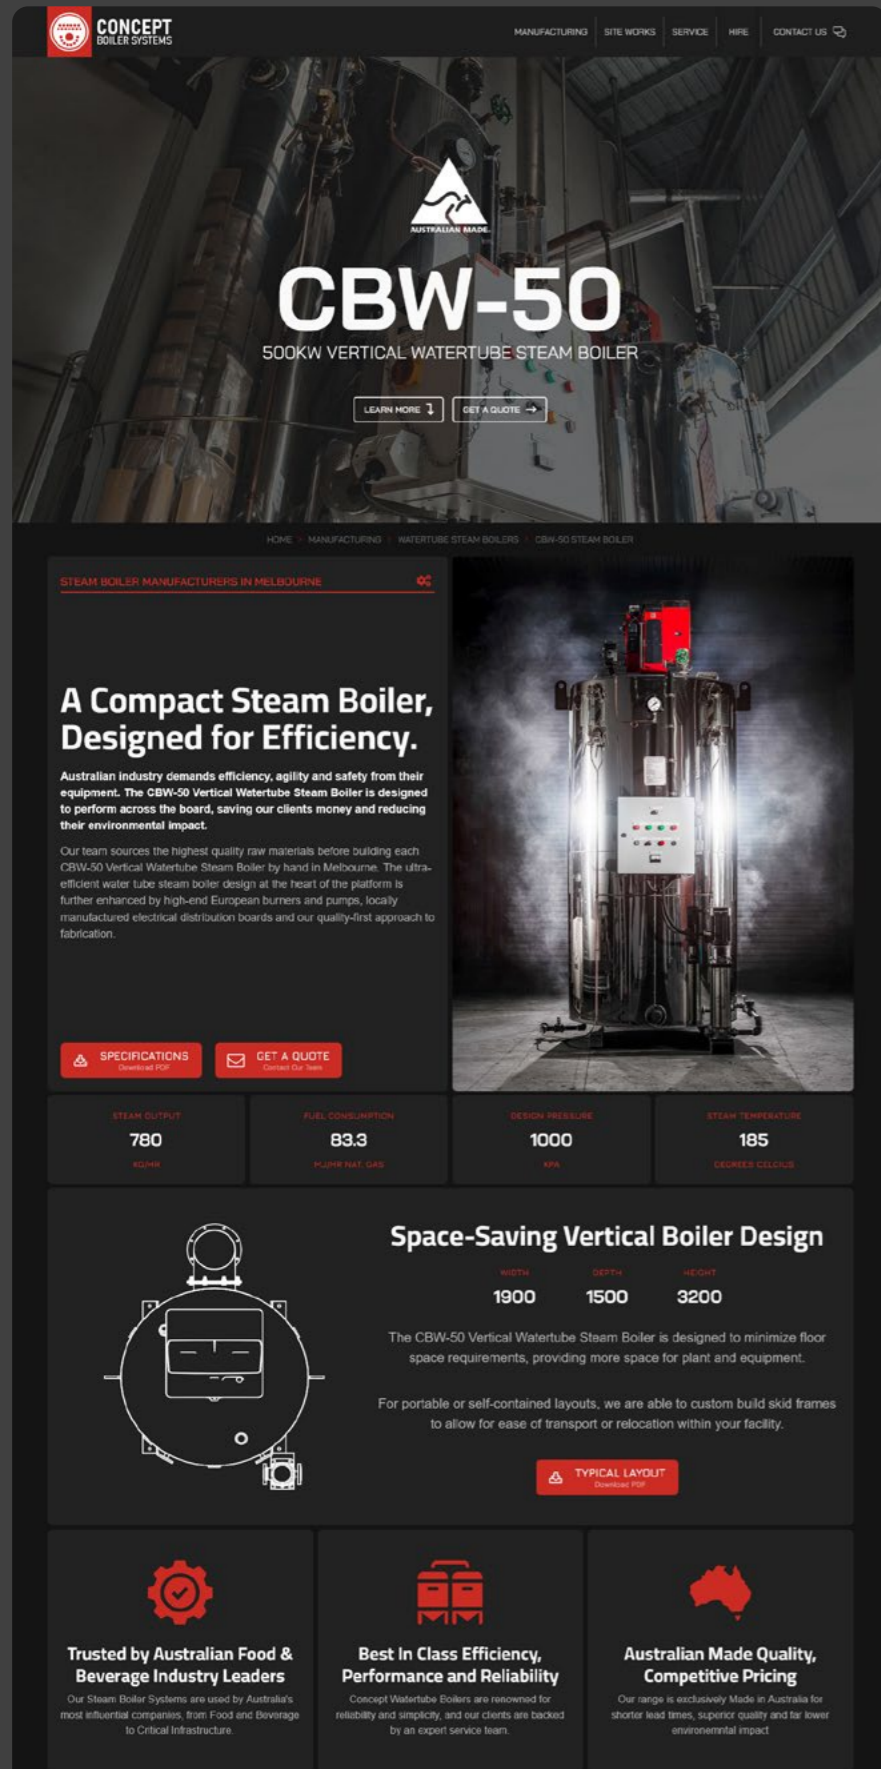 CONCEPT
BOILER SYSTEMS
MANUFACTURING
SITE WORKS
SERVICE
HIRE
CONTACT US
AUSTRALIAN MADE
CBW-50
500KW VERTICAL WATERTUBE STEAM BOILER
LEARN MORE
GET A QUOTE
HOME
MANUFACTURING
WATERTUBE STEAM BOILERS
CBW-50 STEAM BOILER
STEAM BOILER MANUFACTURERS IN MELBOURNE
A Compact Steam Boiler,
Designed for Efficiency.
Australian industry demands efficiency, agility and safety from their
equipment. The CBW-50 Vertical Watertube Steam Boiler is designed
to perform across the board, saving our clients money and reducing
their environmental impact.
Our team sources the highest quality raw materials before building each
CBW-50 Vertical Watertube Steam Boiler by hand in Melbourne. The ultra-
efficient water tube steam boiler design at the heart of the platform is
further enhanced by high-end European burners and pumps, locally
manufactured electrical distribution boards and our quality-first approach to
fabrication.
SPECIFICATIONS
Download PDF
GET A QUOTE
Contact Our Team
STEAM OUTPUT
780
KG/HR
FUEL CONSUMPTION
83.3
MJ/HR NAT. GAS
DESIGN PRESSURE
1000
KPA
STEAM TEMPERATURE
185
DEGREES CELCIUS
Space-Saving Vertical Boiler Design
WIDTH
1900
DEPTH
1500
HEIGHT
3200
The CBW-50 Vertical Watertube Steam Boiler is designed to minimize floor
space requirements, providing more space for plant and equipment.
For portable or self-contained layouts, we are able to custom build skid frames
to allow for ease of transport or relocation within your facility.
TYPICAL LAYOUT
Download PDF
Trusted by Australian Food &
Beverage Industry Leaders
Our Steam Boiler Systems are used by Australia's
most influential companies, from Food and Beverage
to Critical Infrastructure.
Best In Class Efficiency,
Performance and Reliability
Concept Watertube Boilers are renowned for
reliability and simplicity, and our clients are backed
by an expert service team.
Australian Made Quality,
Competitive Pricing
Our range is exclusively Made in Australia for
shorter lead times, superior quality and far lower
environemntal impact